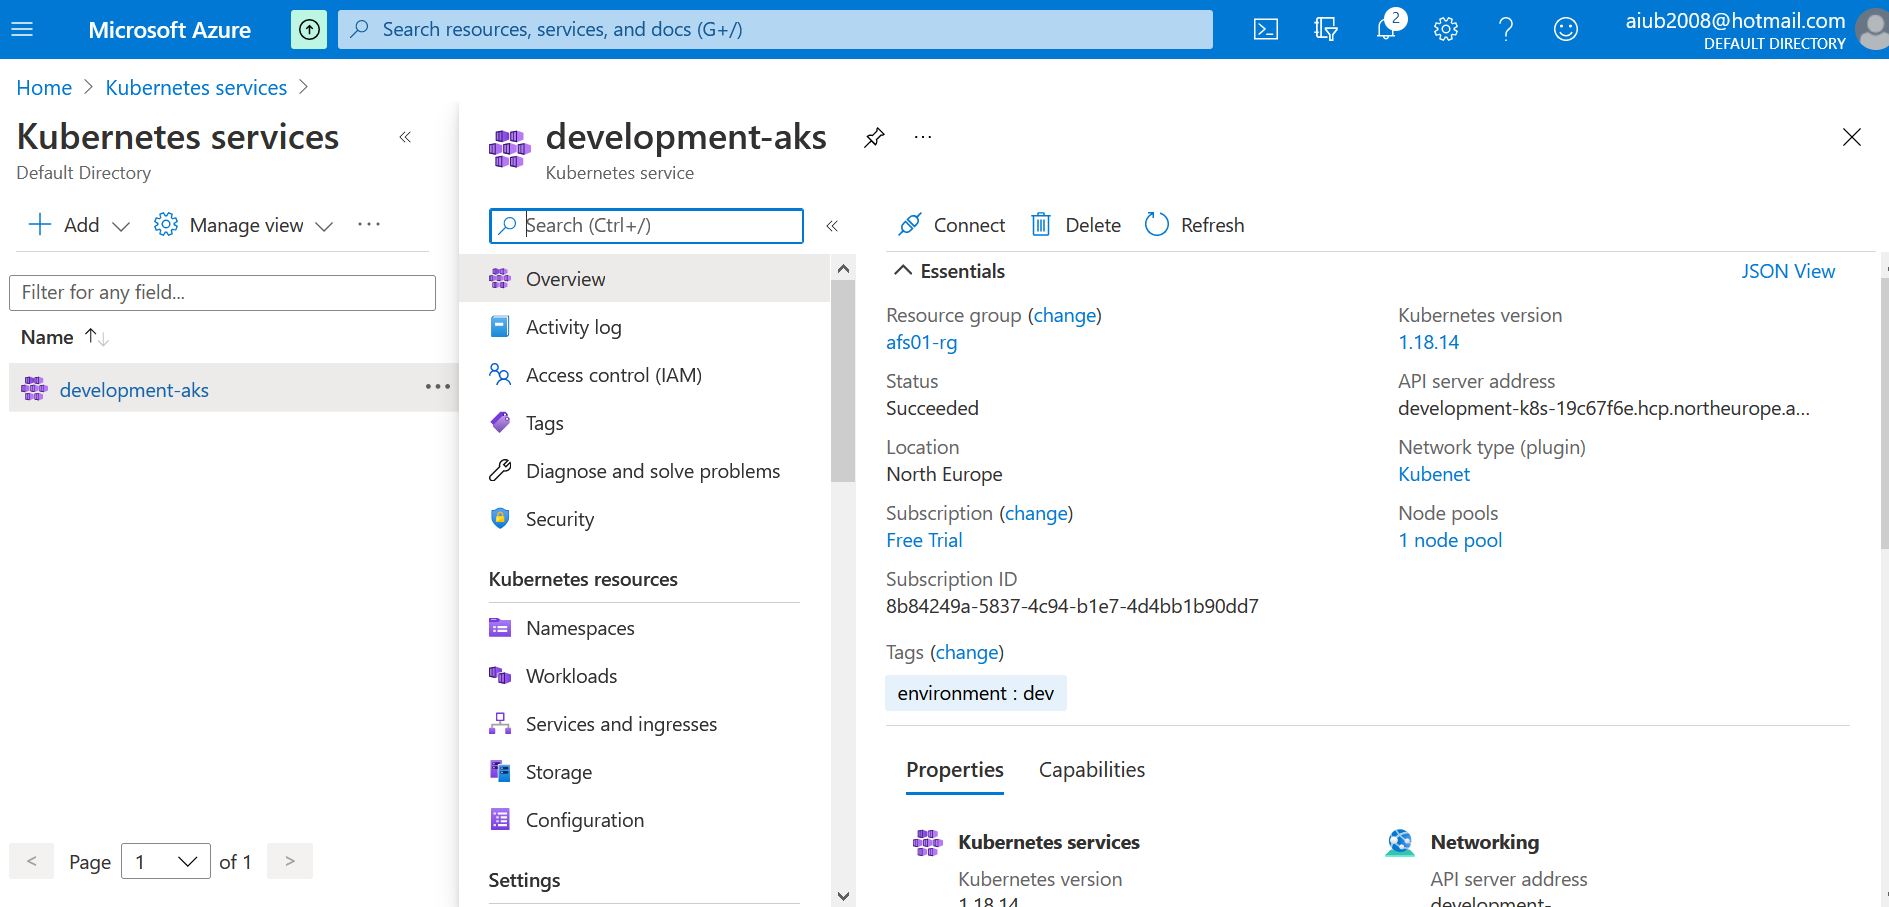 Microsoft Azure
Search resources, services, and docs (G+/)
2
aiub2008@hotmail.com
DEFAULT DIRECTORY
Home > Kubernetes services >
Kubernetes services
Default Directory
Add
Manage view
Filter for any field...
Name
development-aks
< Page 1 of 1 >
development-aks
Kubernetes service
Search (Ctrl+/)
Overview
Activity log
Access control (IAM)
Tags
Diagnose and solve problems
Security
Kubernetes resources
Namespaces
Workloads
Services and ingresses
Storage
Configuration
Settings
Connect
Delete
Refresh
Essentials
JSON View
Resource group (change)
afs01-rg
Status
Succeeded
Location
North Europe
Subscription (change)
Free Trial
Subscription ID
8b84249a-5837-4c94-b1e7-4d4bb1b90dd7
Kubernetes version
1.18.14
API server address
development-k8s-19c67f6e.hcp.northeurope.a...
Network type (plugin)
Kubenet
Node pools
1 node pool
Tags (change)
environment : dev
Properties
Capabilities
Kubernetes services
Kubernetes version
1.18.14
Networking
API server address
development-